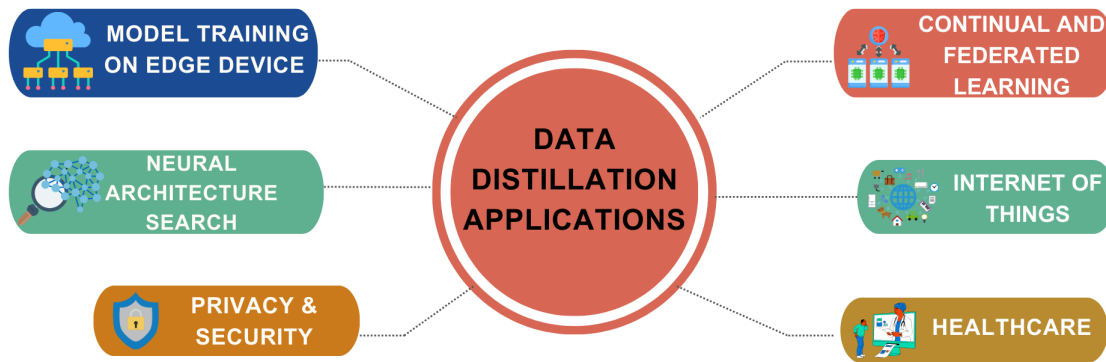 MODEL TRAINING
ON EDGE DEVICE
NEURAL
ARCHITECTURE
SEARCH
PRIVACY &
SECURITY
DATA
DISTILLATION
APPLICATIONS
CONTINUAL AND
FEDERATED
LEARNING
INTERNET OF
THINGS
HEALTHCARE